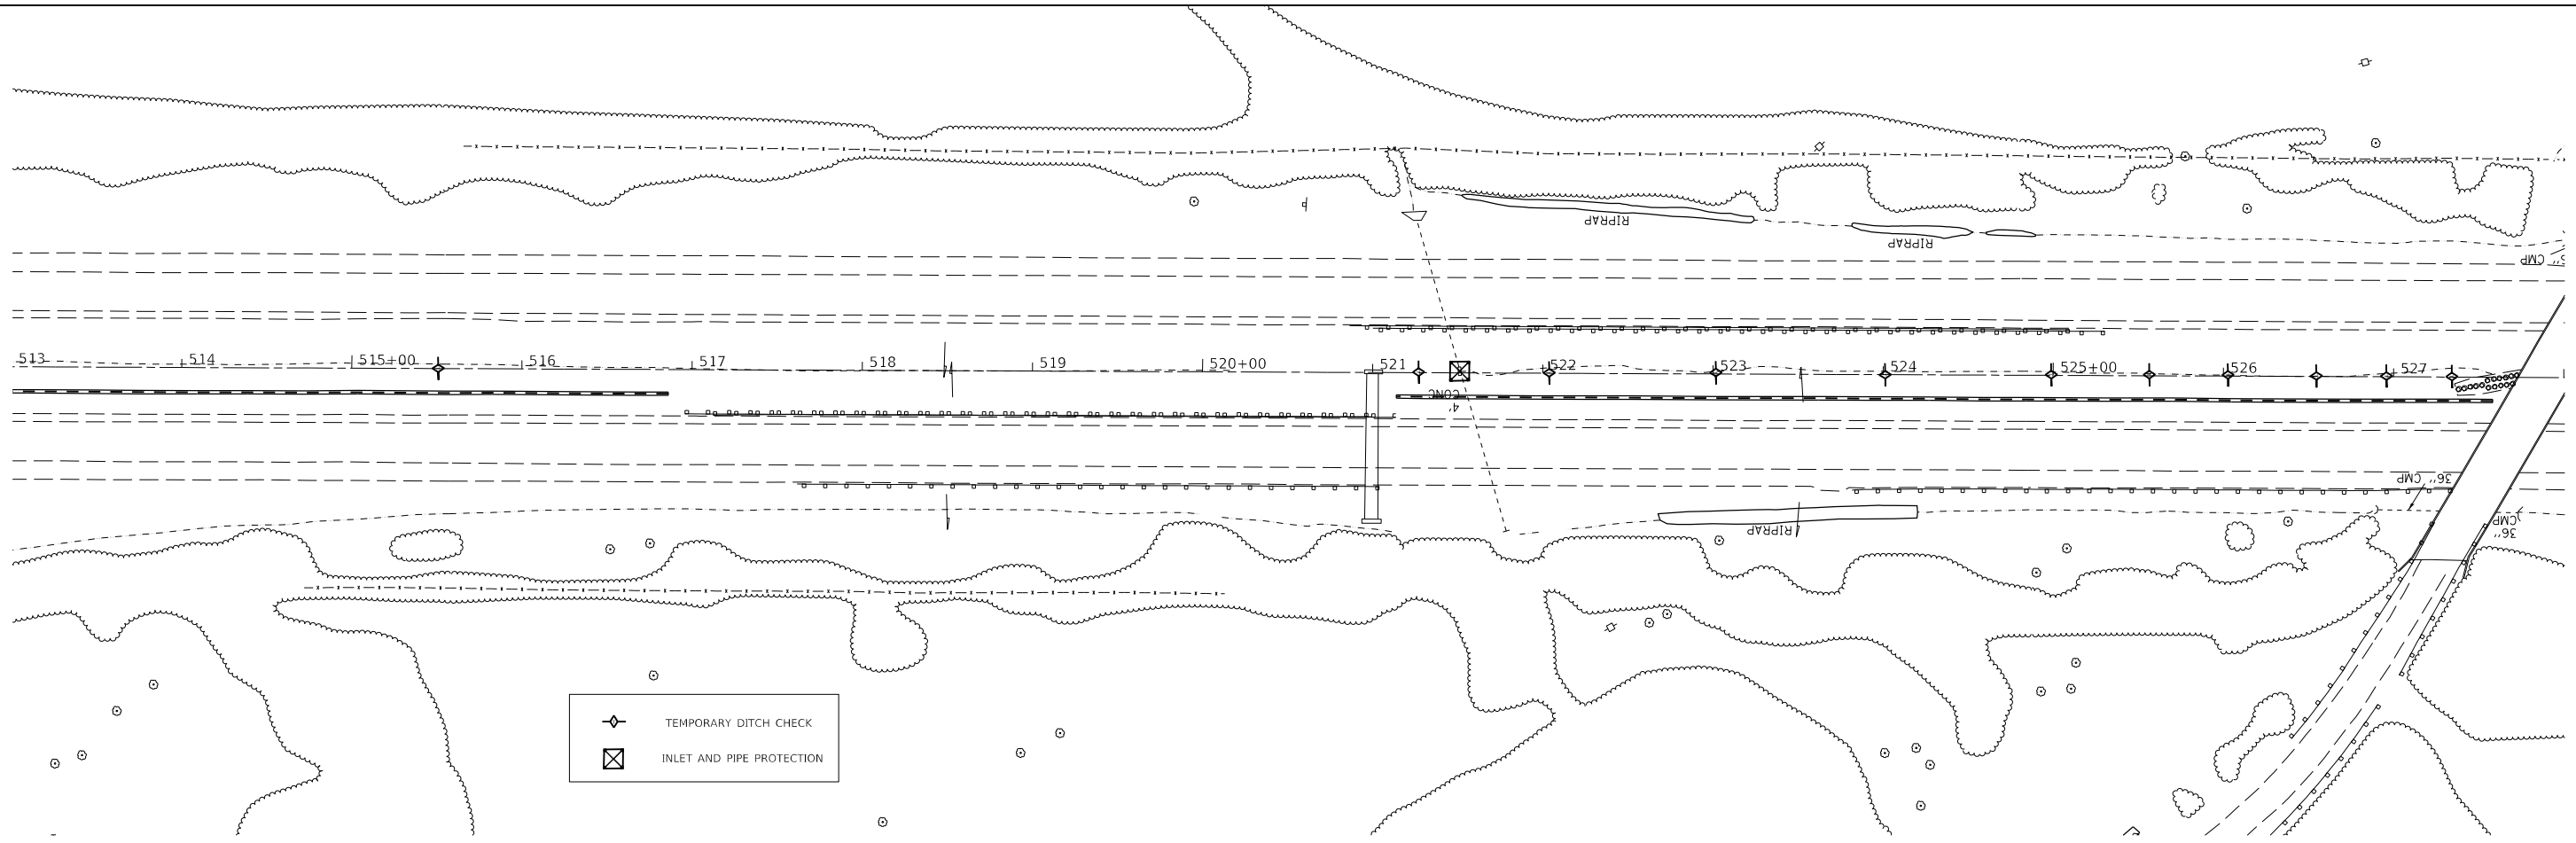 RIPRAP
RIPRAP
CMP
513 514 515+00 516 517 518 519 520+00 521 522 523 524 525+00 526 527
4' CONC
36'' CMP
RIPRAP
36'' CMP
TEMPORARY DITCH CHECK
INLET AND PIPE PROTECTION